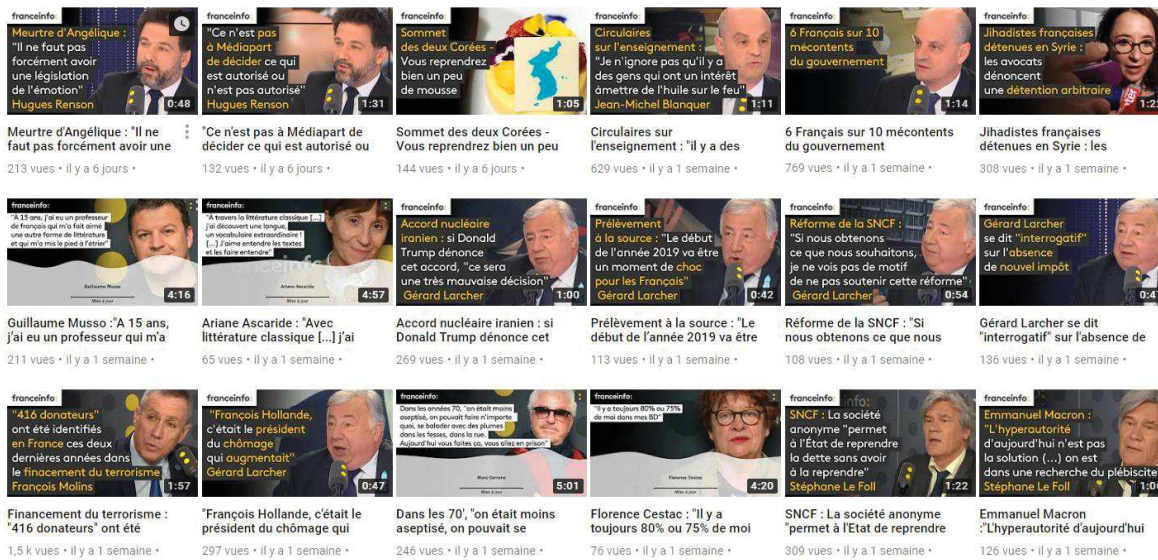 franceinfo:
Meurtre d'Angélique :
"Il ne faut pas
forcément avoir
une législation
de l'émotion"
Hugues Renson
0:48
Meurtre d'Angélique : "Il ne
faut pas forcément avoir une
213 vues • il y a 6 jours •
franceinfo:
"Ce n'est pas
à Médiapart
de décider ce qui
est autorisé ou
n'est pas autorisé"
Hugues Renson
1:31
"Ce n'est pas à Médiapart de
décider ce qui est autorisé ou
132 vues • il y a 6 jours •
franceinfo:
Sommet
des deux Corées -
Vous reprendrez
bien un peu
de mousse
1:05
Sommet des deux Corées -
Vous reprendrez bien un peu
144 vues • il y a 6 jours •
franceinfo:
Circulaires
sur l'enseignement :
"Je n'ignore pas qu'il y a
des gens qui ont un intérêt
àmettre de l'huile sur le feu"
Jean-Michel Blanquer
1:11
Circulaires sur
l'enseignement : "il y a des
629 vues • il y a 1 semaine •
franceinfo:
6 Français sur 10
mécontents
du gouvernement
1:14
6 Français sur 10 mécontents
du gouvernement
769 vues • il y a 1 semaine •
franceinfo:
Jihadistes françaises
détenues en Syrie :
les avocats
dénoncent
une détention arbitraire
Jihadistes françaises
détenues en Syrie : les
308 vues • il y a 1 semaine •
franceinfo:
"À 15 ans, j'ai eu un professeur
de français qui m'a fait aimé
une autre forme de littérature
et qui m'a mis le pied à l'étrier"
Guillaume Musso
Mise à jour
4:16
Guillaume Musso :"A 15 ans,
j'ai eu un professeur qui m'a
211 vues • il y a 1 semaine •
franceinfo:
"À travers la littérature classique [...]
j'ai découvert une langue,
un vocabulaire extraordinaire !
[...] J'aime entendre les textes
et les faire entendre"
franceinfo:
Ariane Ascaride
Mise à jour
4:57
Ariane Ascaride : "Avec
littérature classique [...] j'ai
65 vues • il y a 1 semaine •
franceinfo:
Accord nucléaire
iranien : si Donald
Trump dénonce
cet accord, "ce sera
une très mauvaise décision"
Gérard Larcher
1:00
Accord nucléaire iranien : si
Donald Trump dénonce cet
269 vues • il y a 1 semaine •
franceinfo:
Prélèvement
à la source : "Le début
de l'année 2019 va être
un moment de choc
pour les Français"
Gérard Larcher
0:42
Prélèvement à la source : "Le
début de l'année 2019 va être
113 vues • il y a 1 semaine •
franceinfo:
Réforme de la SNCF :
"Si nous obtenons
ce que nous souhaitons,
je ne vois pas de motif
de ne pas soutenir cette réforme"
Gérard Larcher
0:54
Réforme de la SNCF : "Si
nous obtenons ce que nous
108 vues • il y a 1 semaine •
franceinfo:
Gérard Larcher
se dit "interrogatif"
sur l'absence
de nouvel impôt
Gérard Larcher se dit
"interrogatif" sur l'absence de
136 vues • il y a 1 semaine •
franceinfo:
"416 donateurs"
ont été identifiés
en France ces deux
dernières années dans
le finacement du terrorisme
François Molins
1:57
Financement du terrorisme :
"416 donateurs" ont été
1,5 k vues • il y a 1 semaine •
franceinfo:
"François Hollande,
c'était le président
du chômage
qui augmentait"
Gérard Larcher
0:47
"François Hollande, c'était le
président du chômage qui
297 vues • il y a 1 semaine •
franceinfo:
Dans les années 70, "on était moins
aseptisé, on pouvait faire n'importe
quoi, se balader avec des plumes
dans les fesses, dans la rue.
Aujourd'hui vous faites ça, vous allez en prison"
Marc Cerrone
Mise à jour
5:01
Dans les 70', "on était moins
aseptisé, on pouvait se
246 vues • il y a 1 semaine •
franceinfo:
"Il y a toujours 80% ou 75%
de moi dans mes BD"
Florence Cestac
Mise à jour
4:20
Florence Cestac : "Il y a
toujours 80% ou 75% de moi
76 vues • il y a 1 semaine •
franceinfo:
SNCF : La société
anonyme "permet
à l'État de reprendre
la dette sans avoir
à la reprendre"
Stéphane Le Foll
1:22
SNCF : La société anonyme
"permet à l'Etat de reprendre
309 vues • il y a 1 semaine •
franceinfo:
Emmanuel Macron :
"L'hyperautorité
d'aujourd'hui n'est pas
la solution (...) on est
dans une recherche du plébiscite"
Stéphane Le Foll
Emmanuel Macron
:"L'hyperautorité d'aujourd'hui
126 vues • il y a 1 semaine •